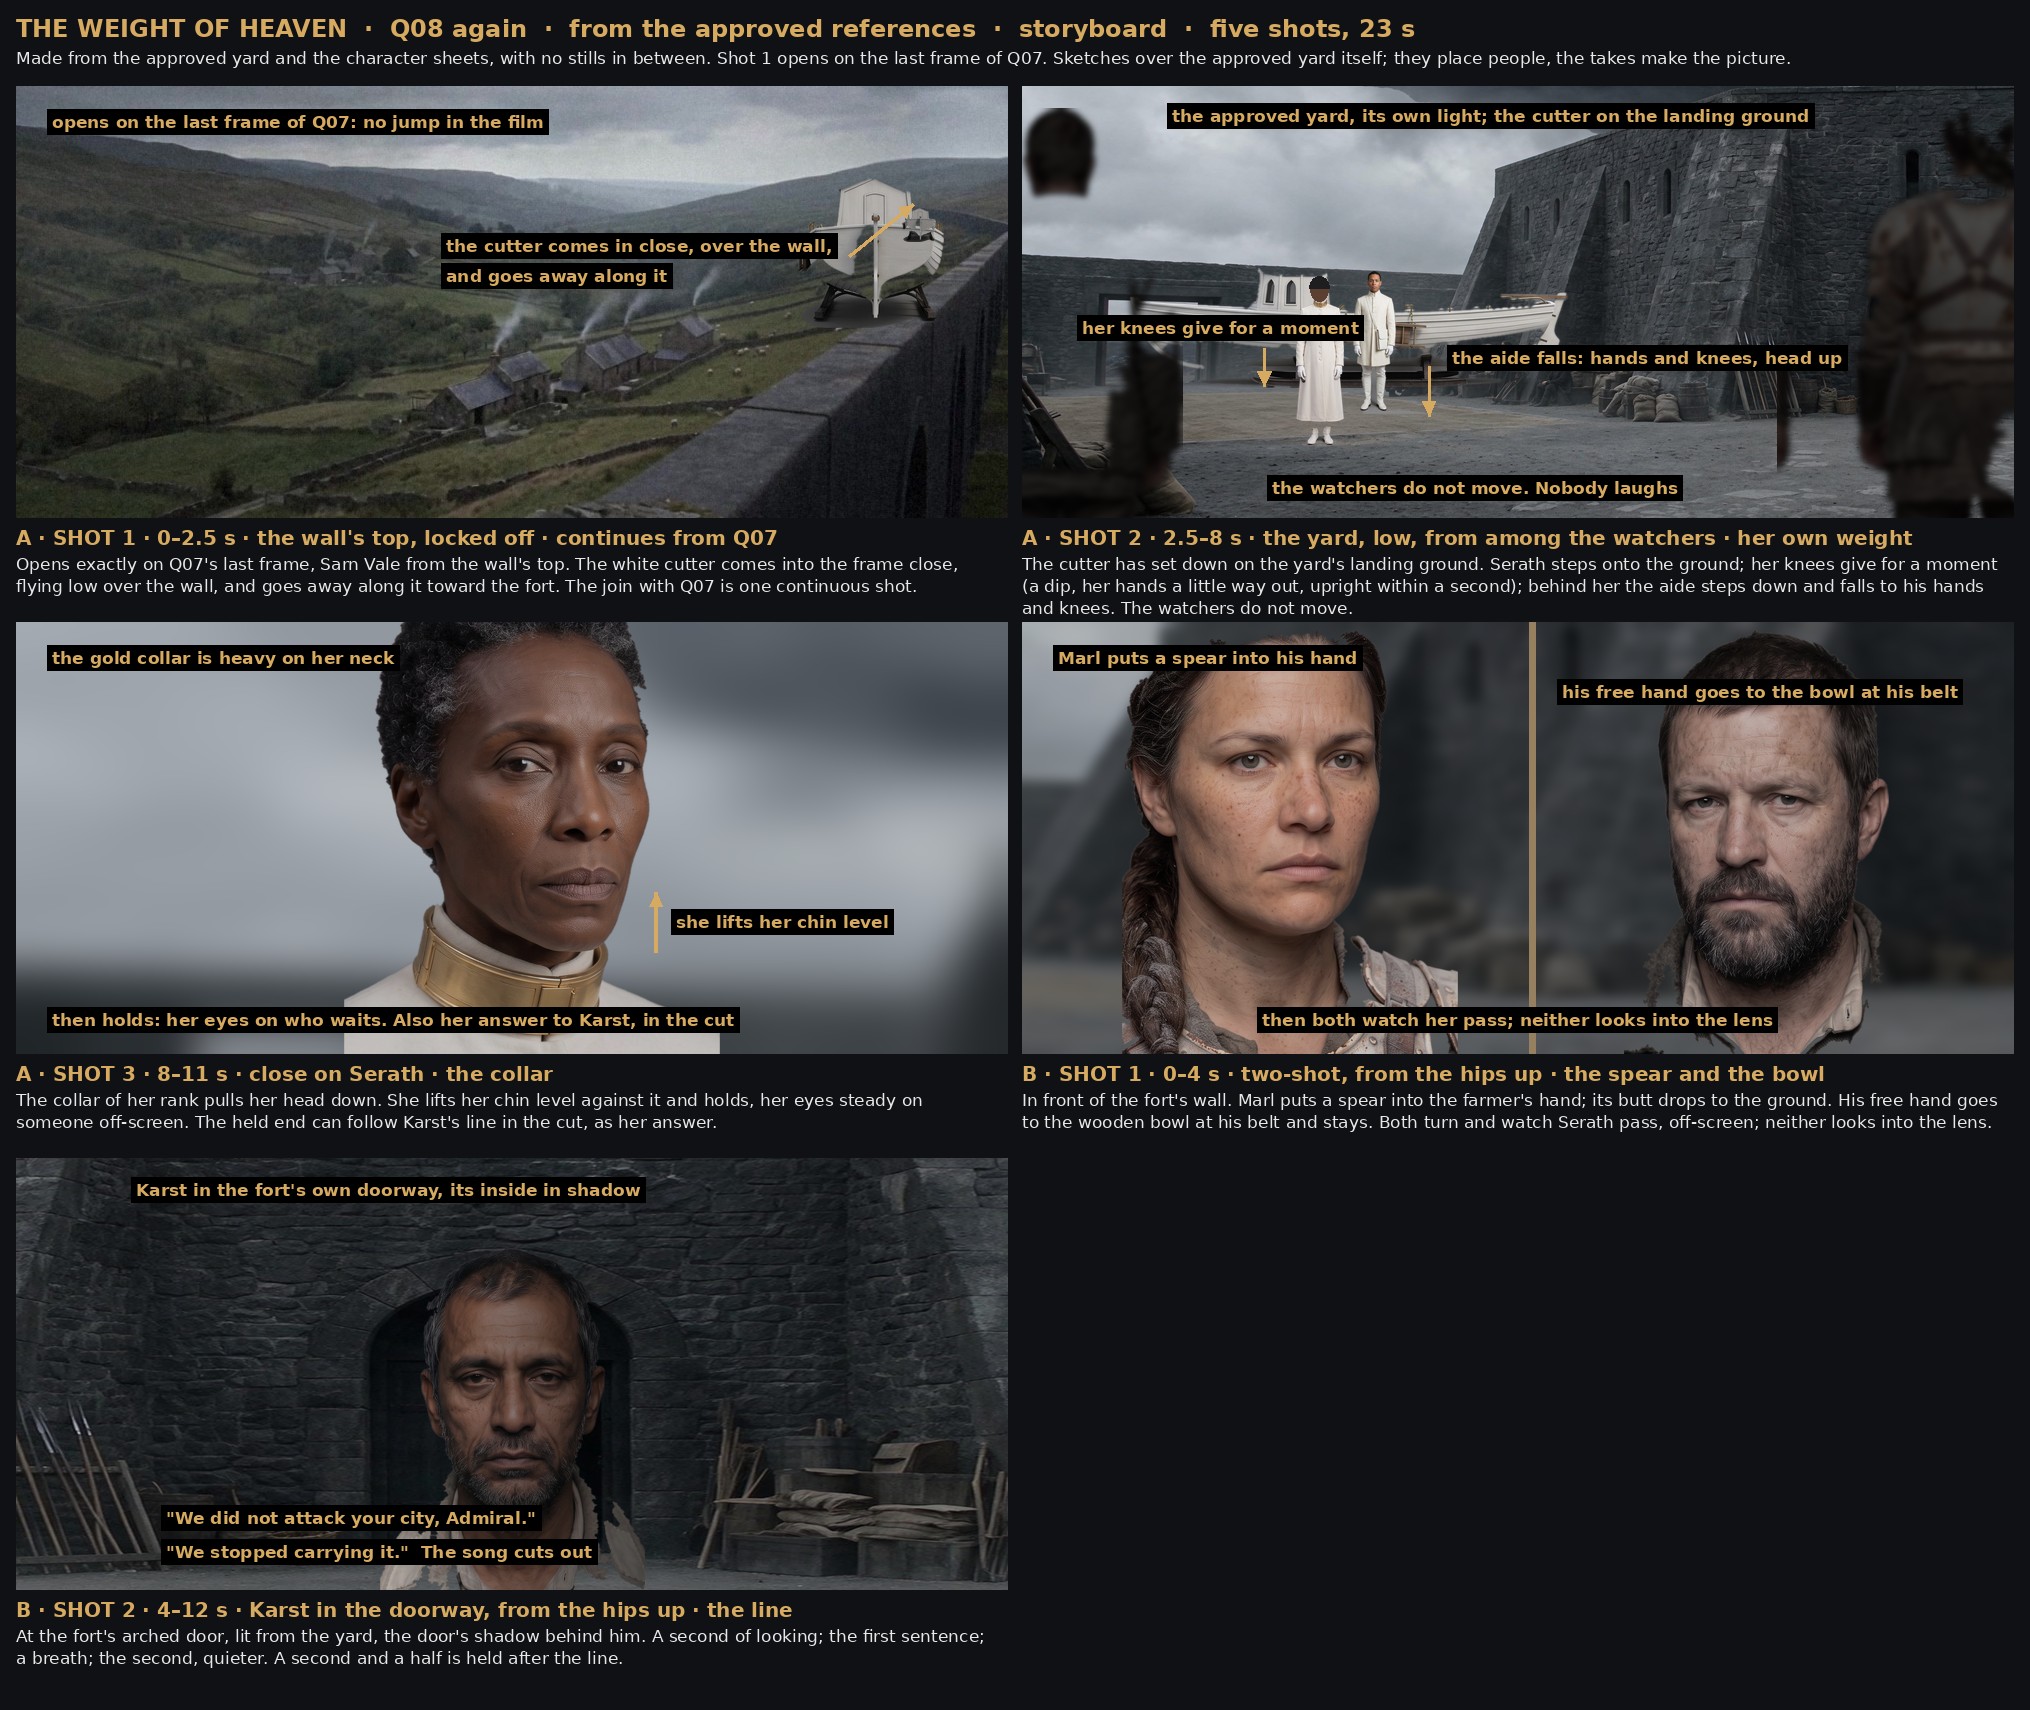 THE WEIGHT OF HEAVEN · Q08 again · from the approved references · storyboard · five shots, 23 s
Made from the approved yard and the character sheets, with no stills in between. Shot 1 opens on the last frame of Q07. Sketches over the approved yard itself; they place people, the takes make the picture.
opens on the last frame of Q07: no jump in the film
the cutter comes in close, over the wall,
and goes away along it
A · SHOT 1 · 0–2.5 s · the wall's top, locked off · continues from Q07
Opens exactly on Q07's last frame, Sam Vale from the wall's top. The white cutter comes into the frame close,
flying low over the wall, and goes away along it toward the fort. The join with Q07 is one continuous shot.
the approved yard, its own light; the cutter on the landing ground
her knees give for a moment
the aide falls: hands and knees, head up
the watchers do not move. Nobody laughs
A · SHOT 2 · 2.5–8 s · the yard, low, from among the watchers · her own weight
The cutter has set down on the yard's landing ground. Serath steps onto the ground; her knees give for a moment
(a dip, her hands a little way out, upright within a second); behind her the aide steps down and falls to his hands
and knees. The watchers do not move.
the gold collar is heavy on her neck
she lifts her chin level
then holds: her eyes on who waits. Also her answer to Karst, in the cut
A · SHOT 3 · 8–11 s · close on Serath · the collar
The collar of her rank pulls her head down. She lifts her chin level against it and holds, her eyes steady on
someone off-screen. The held end can follow Karst's line in the cut, as her answer.
Marl puts a spear into his hand
his free hand goes to the bowl at his belt
then both watch her pass; neither looks into the lens
B · SHOT 1 · 0–4 s · two-shot, from the hips up · the spear and the bowl
In front of the fort's wall. Marl puts a spear into the farmer's hand; its butt drops to the ground. His free hand goes
to the wooden bowl at his belt and stays. Both turn and watch Serath pass, off-screen; neither looks into the lens.
Karst in the fort's own doorway, its inside in shadow
"We did not attack your city, Admiral."
"We stopped carrying it." The song cuts out
B · SHOT 2 · 4–12 s · Karst in the doorway, from the hips up · the line
At the fort's arched door, lit from the yard, the door's shadow behind him. A second of looking; the first sentence;
a breath; the second, quieter. A second and a half is held after the line.